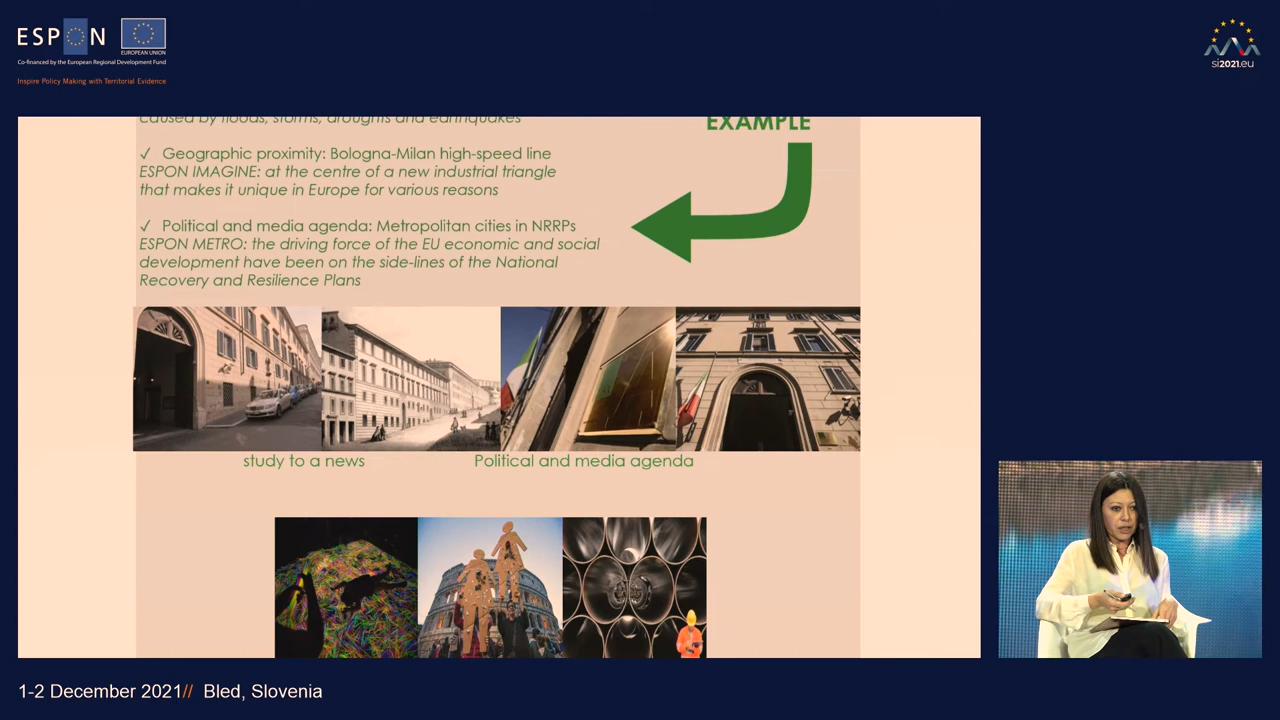 ESPON
EUROPEAN UNION
Co-financed by the European Regional Development Fund
Inspire Policy Making with Territorial Evidence
si2021.eu
caused by floods, storms, droughts and earthquakes
EXAMPLE
✓ Geographic proximity: Bologna-Milan high-speed line
ESPON IMAGINE: at the centre of a new industrial triangle
that makes it unique in Europe for various reasons
✓ Political and media agenda: Metropolitan cities in NRRPs
ESPON METRO: the driving force of the EU economic and social
development have been on the side-lines of the National
Recovery and Resilience Plans
study to a news
Political and media agenda
1-2 December 2021// Bled, Slovenia